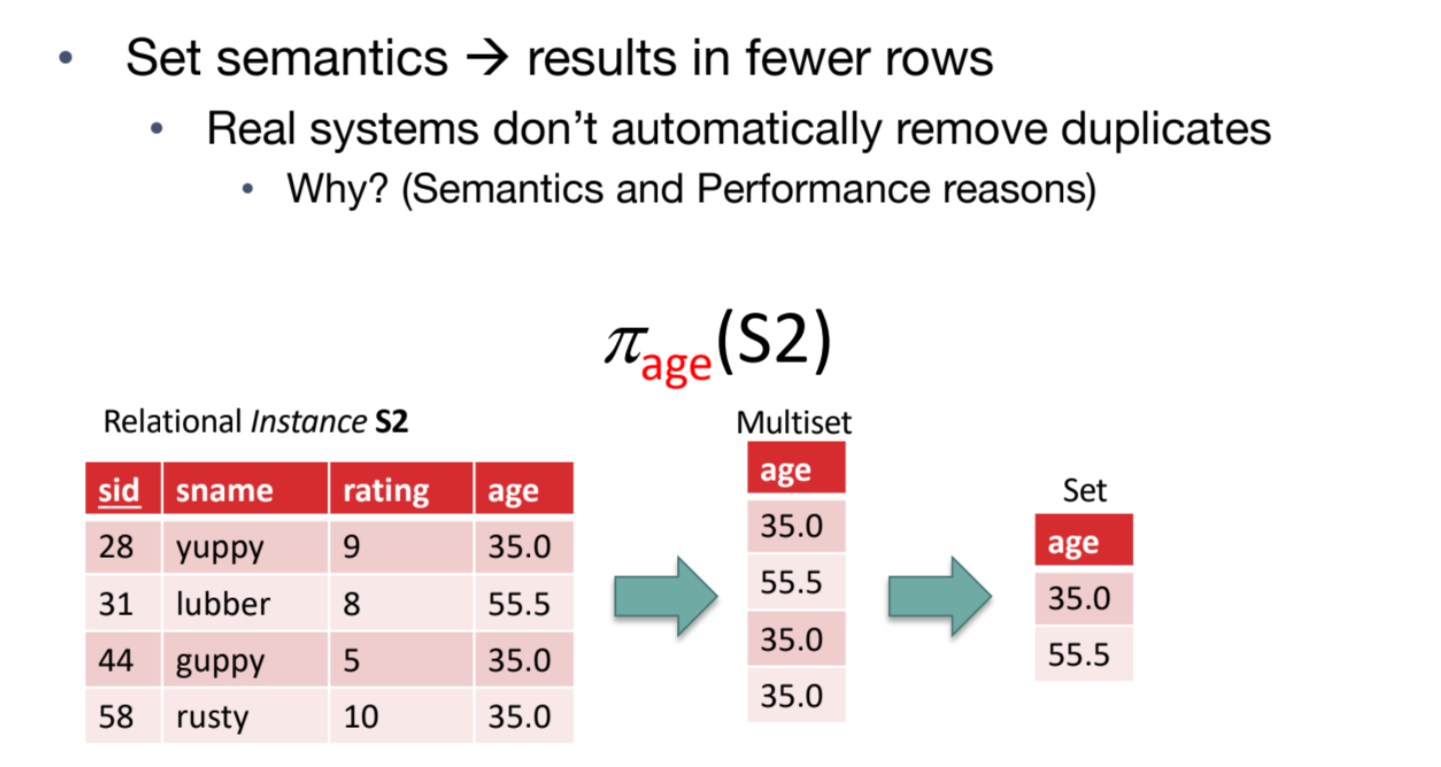 • Set semantics → results in fewer rows
• Real systems don't automatically remove duplicates
• Why? (Semantics and Performance reasons)
π age (S2)
Relational Instance S2
sid sname rating age
28 yuppy 9 35.0
31 lubber 8 55.5
44 guppy 5 35.0
58 rusty 10 35.0
Multiset
age
35.0
55.5
35.0
35.0
Set
age
35.0
55.5